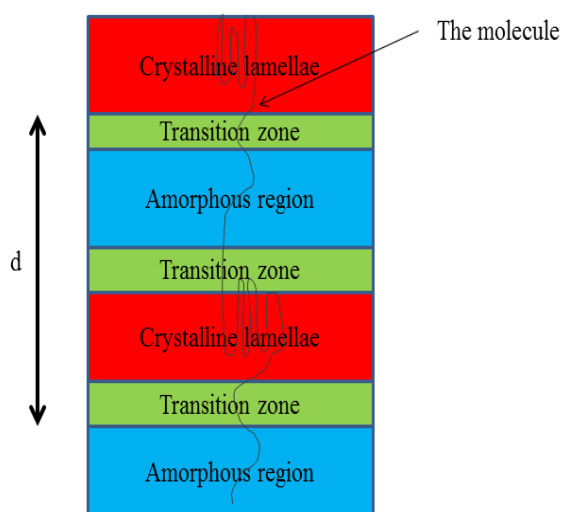 The molecule
Crystalline lamellae
Transition zone
Amorphous region
d
Transition zone
Crystalline lamellae
Transition zone
Amorphous region